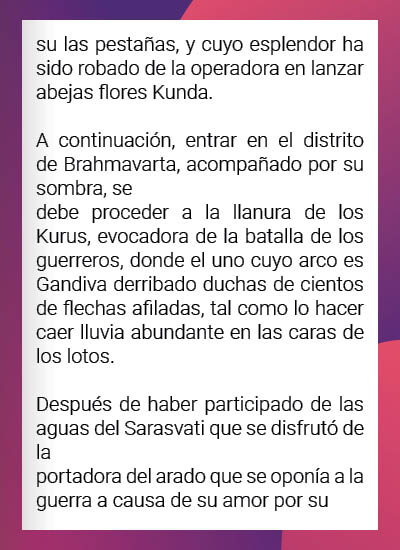 su las pestañas, y cuyo esplendor ha
sido robado de la operadora en lanzar
abejas flores Kunda.
A continuación, entrar en el distrito
de Brahmavarta, acompañado por su
sombra, se
debe proceder a la llanura de los
Kurus, evocadora de la batalla de los
guerreros, donde el uno cuyo arco es
Gandiva derribado duchas de cientos
de flechas afiladas, tal como lo hacer
caer lluvia abundante en las caras de
los lotos.
Después de haber participado de las
aguas del Sarasvati que se disfrutó de
la
portadora del arado que se oponía a la
guerra a causa de su amor por su